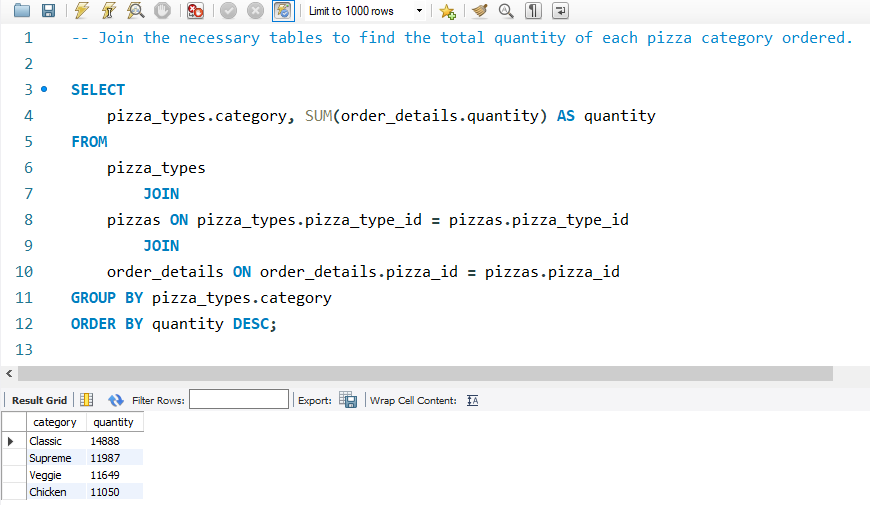 Limit to 1000 rows
1 -- Join the necessary tables to find the total quantity of each pizza category ordered.
2
3 SELECT
4 pizza_types.category, SUM(order_details.quantity) AS quantity
5 FROM
6 pizza_types
7 JOIN
8 pizzas ON pizza_types.pizza_type_id = pizzas.pizza_type_id
9 JOIN
10 order_details ON order_details.pizza_id = pizzas.pizza_id
11 GROUP BY pizza_types.category
12 ORDER BY quantity DESC;
13
Result Grid Filter Rows: Export: Wrap Cell Content:
category quantity
Classic 14888
Supreme 11987
Veggie 11649
Chicken 11050